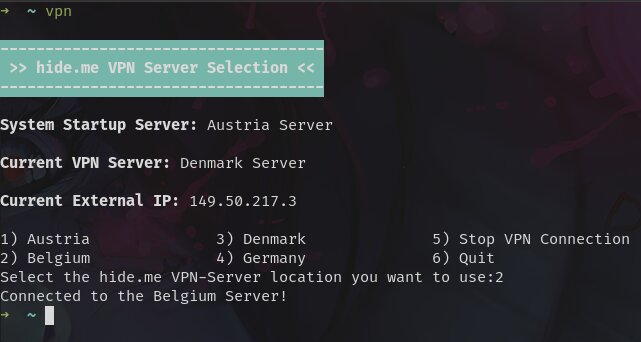 ➜  ~ vpn
------------------------------------
 >> hide.me VPN Server Selection <<
------------------------------------
System Startup Server: Austria Server
Current VPN Server: Denmark Server
Current External IP: 149.50.217.3
1) Austria              3) Denmark              5) Stop VPN Connection
2) Belgium              4) Germany              6) Quit
Select the hide.me VPN-Server location you want to use:2
Connected to the Belgium Server!
➜  ~